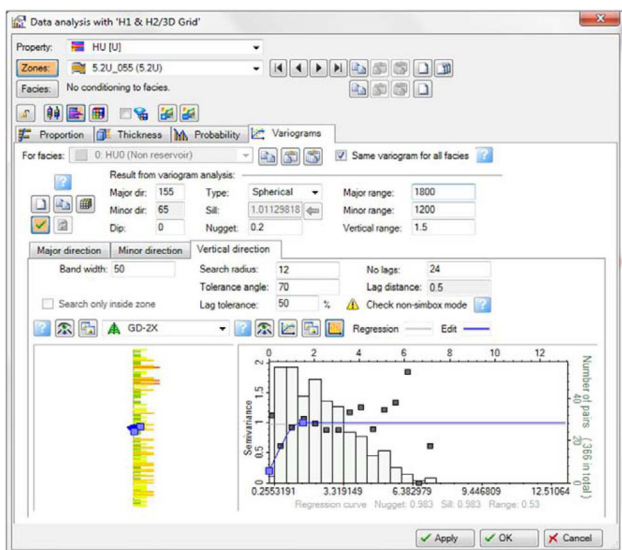 Data analysis with 'H1 & H2/3D Grid'
Property: HU [U]
Zones: 5.2U_055 (5.2U)
Facies: No conditioning to facies.
Proportion Thickness Probability Variograms
For facies: 0: HU0 (Non reservoir) Same variogram for all facies
Result from variogram analysis:
Major dir: 155 Type: Spherical Major range: 1800
Minor dir: 65 Sill: 1.01129818 Minor range: 1200
Dip: 0 Nugget: 0.2 Vertical range: 1.5
Major direction Minor direction Vertical direction
Band width: 50 Search radius: 12 No lags: 24
Tolerance angle: 70 Lag distance: 0.5
Search only inside zone Lag tolerance: 50 % Check non-simbox mode
GD-2X Regression Edit
0 2 4 6 8 10 12
Semivariance
0 0.5 1 1.5 2
Number of pairs (366 in total)
0 20 40
0.2553191 3.319149 6.382979 9.446809 12.51064
Regression curve Nugget: 0.983 Sill: 0.983 Range: 0.53
Apply OK Cancel